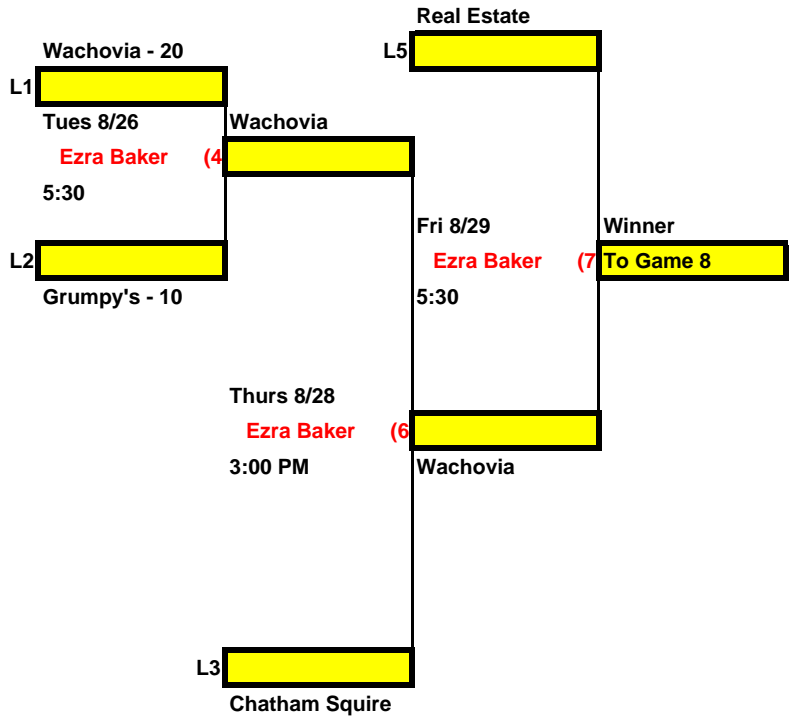 Real Estate
Wachovia - 20
L5
L1
Tues 8/26
Wachovia
Ezra Baker (4
5:30
Fri 8/29
Winner
L2
Ezra Baker (7
To Game 8
Grumpy's - 10
5:30
Thurs 8/28
Ezra Baker (6
3:00 PM
Wachovia
L3
Chatham Squire